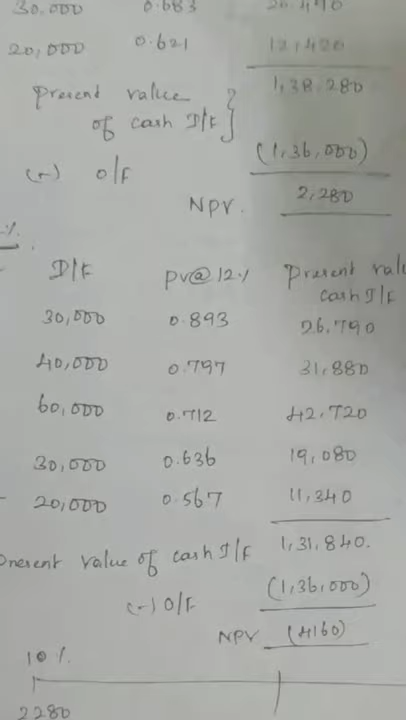 30,000 0.683 20,490
20,000 0.621 12,420
Present value of cash I/F } 1,38,280
(-) O/F (1,36,000)
NPV. 2,280
%.
I/F PV@12% Present valu
cash I/F
30,000 0.893 26,790
40,000 0.797 31,880
60,000 0.712 42,720
30,000 0.636 19,080
20,000 0.567 11,340
Present value of cash I/F 1,31,840.
(-) O/F (1,36,000)
NPV (4160)
10%.
2280